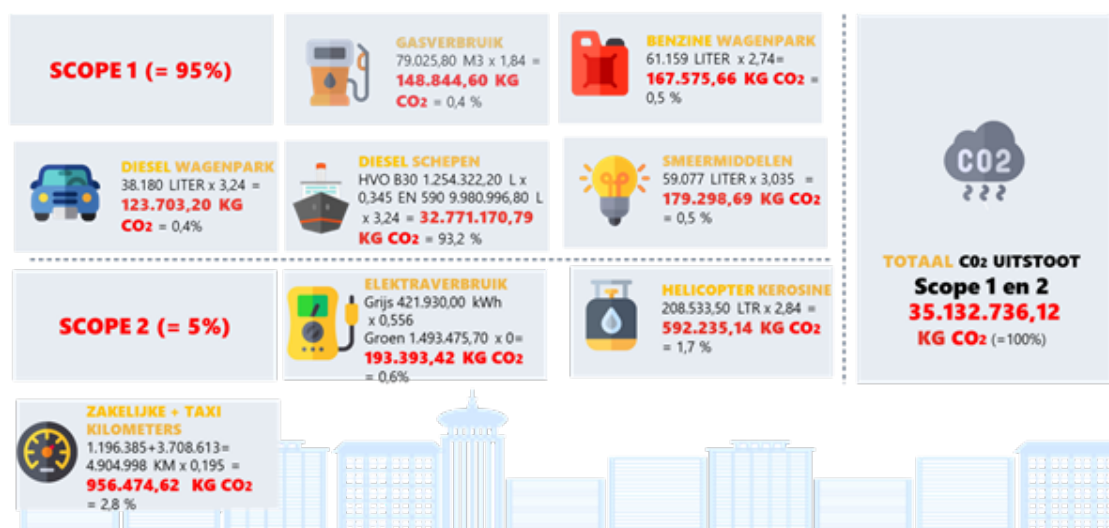 SCOPE 1 (= 95%)
GASVERBRUIK
79.025,80 M3 x 1,84 =
148.844,60 KG
CO2 = 0,4 %
BENZINE WAGENPARK
61.159 LITER x 2,74=
167.575,66 KG CO2 =
0,5 %
DIESEL WAGENPARK
38.180 LITER x 3,24 =
123.703,20 KG
CO2 = 0,4%
DIESEL SCHEPEN
HVO B30 1.254.322,20 L x
0,345 EN 590 9.980.996,80 L
x 3,24 = 32.771.170,79
KG CO2 = 93,2 %
SMEERMIDDELEN
59.077 LITER x 3,035 =
179.298,69 KG CO2
= 0,5 %
SCOPE 2 (= 5%)
ELEKTRAVERBRUIK
Grijs 421.930,00 kWh
x 0,556
Groen 1.493.475,70 x 0=
193.393,42 KG CO2
= 0,6%
HELICOPTER KEROSINE
208.533,50 LTR x 2,84 =
592.235,14 KG CO2
= 1,7 %
ZAKELIJKE + TAXI
KILOMETERS
1.196.385+3.708.613=
4.904.998 KM x 0,195 =
956.474,62 KG CO2
= 2,8 %
CO2
TOTAAL C02 UITSTOOT
Scope 1 en 2
35.132.736,12
KG CO2 (=100%)